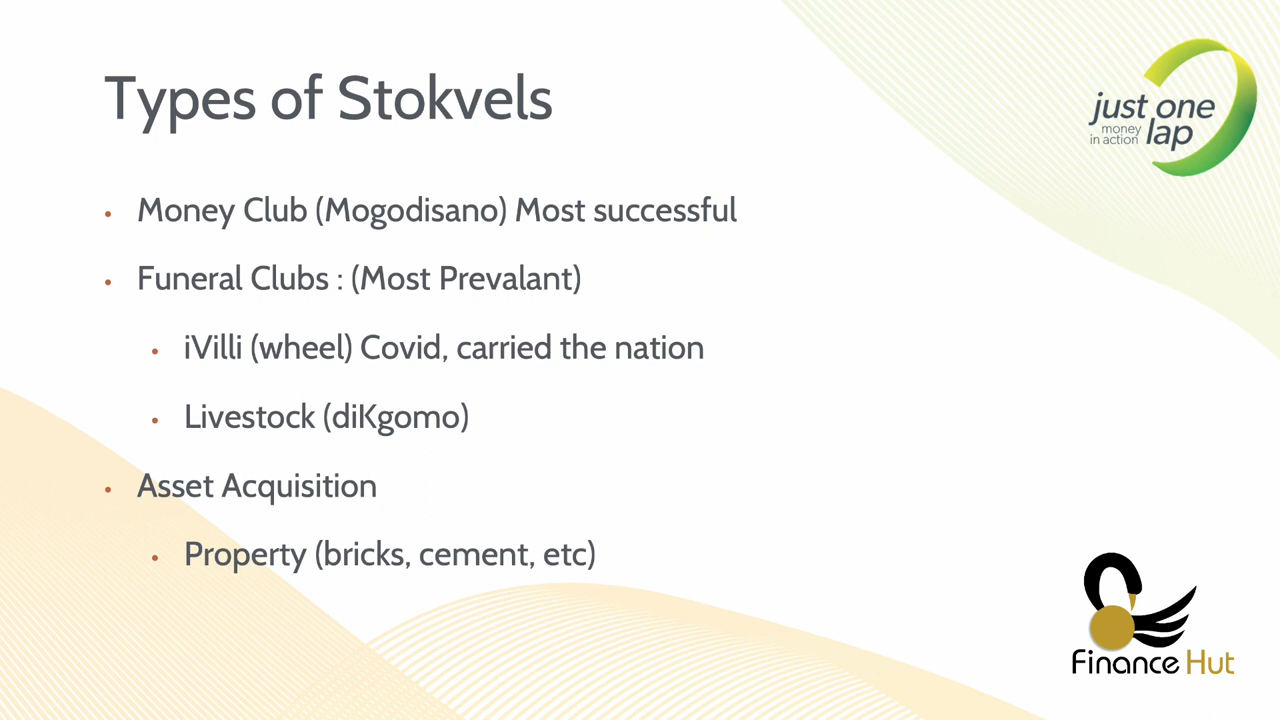 Types of Stokvels
just one
money
in action lap
• Money Club (Mogodisano) Most successful
• Funeral Clubs : (Most Prevalant)
• iVilli (wheel) Covid, carried the nation
• Livestock (diKgomo)
• Asset Acquisition
• Property (bricks, cement, etc)
Finance Hut